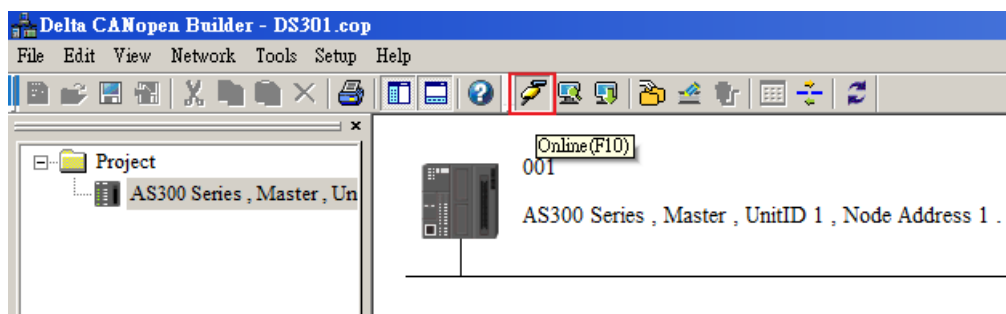 Delta CANopen Builder - DS301.cop
File Edit View Network Tools Setup Help
Online(F10)
Project
001
AS300 Series , Master , Un
AS300 Series , Master , UnitID 1 , Node Address 1 .